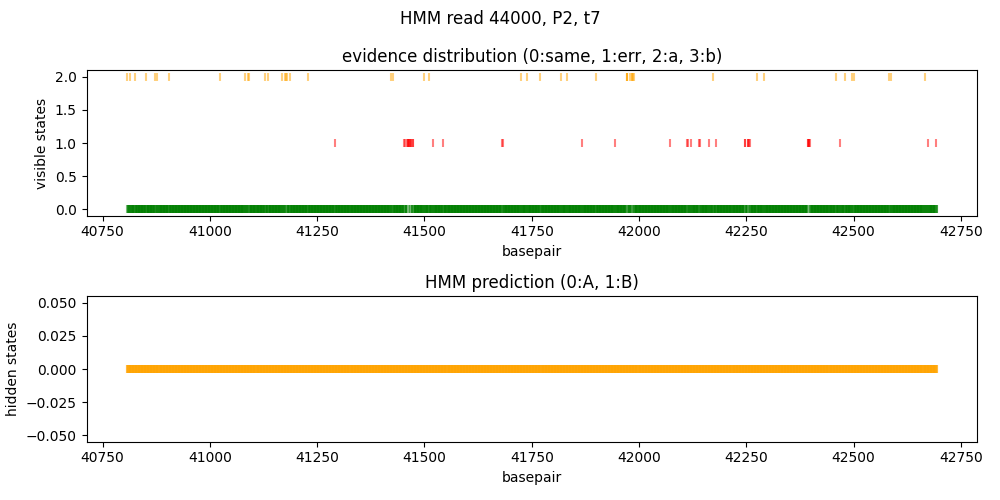 HMM read 44000, P2, t7
evidence distribution (0:same, 1:err, 2:a, 3:b)
visible states
2.0
1.5
1.0
0.5
0.0
40750 41000 41250 41500 41750 42000 42250 42500 42750
basepair
HMM prediction (0:A, 1:B)
hidden states
0.050
0.025
0.000
−0.025
−0.050
40750 41000 41250 41500 41750 42000 42250 42500 42750
basepair